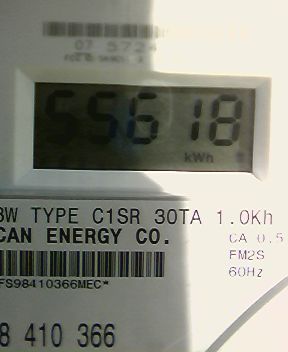 07 5724
55618
kWh
3W TYPE C1SR 30TA 1.0Kh
CAN ENERGY CO.
CA 0.5
FM2S
60Hz
FS98410366MEC*
8 410 366